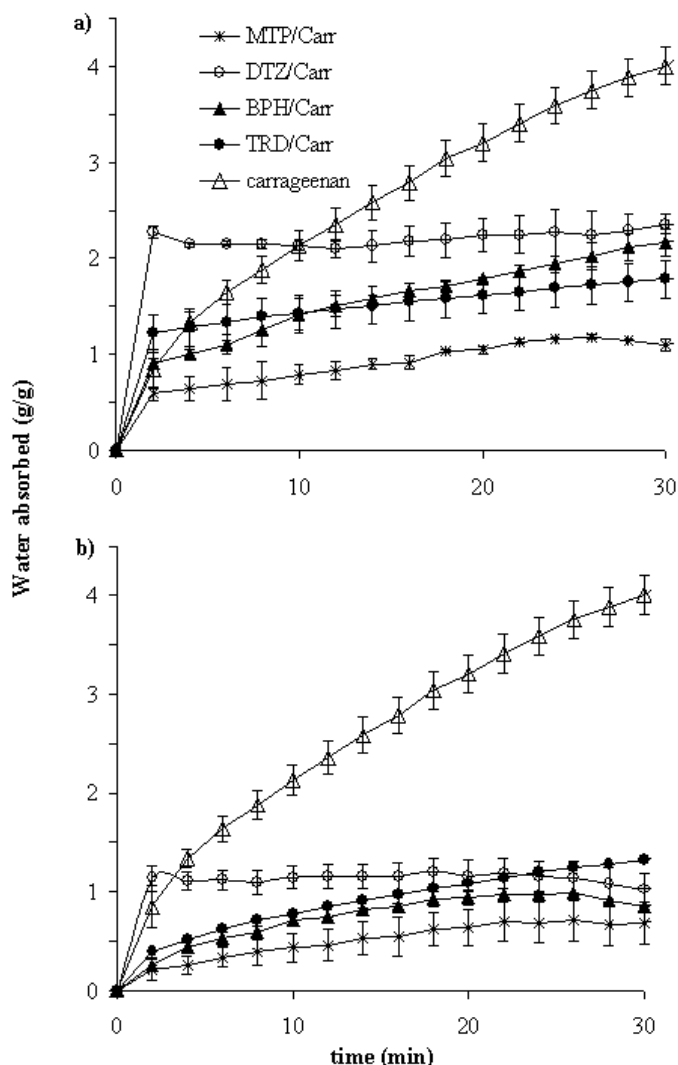 a)
MTP/Carr
DTZ/Carr
BPH/Carr
TRD/Carr
carrageenan
4
3
2
1
0
0 10 20 30
Water absorbed (g/g)
b)
4
3
2
1
0
0 10 20 30
time (min)